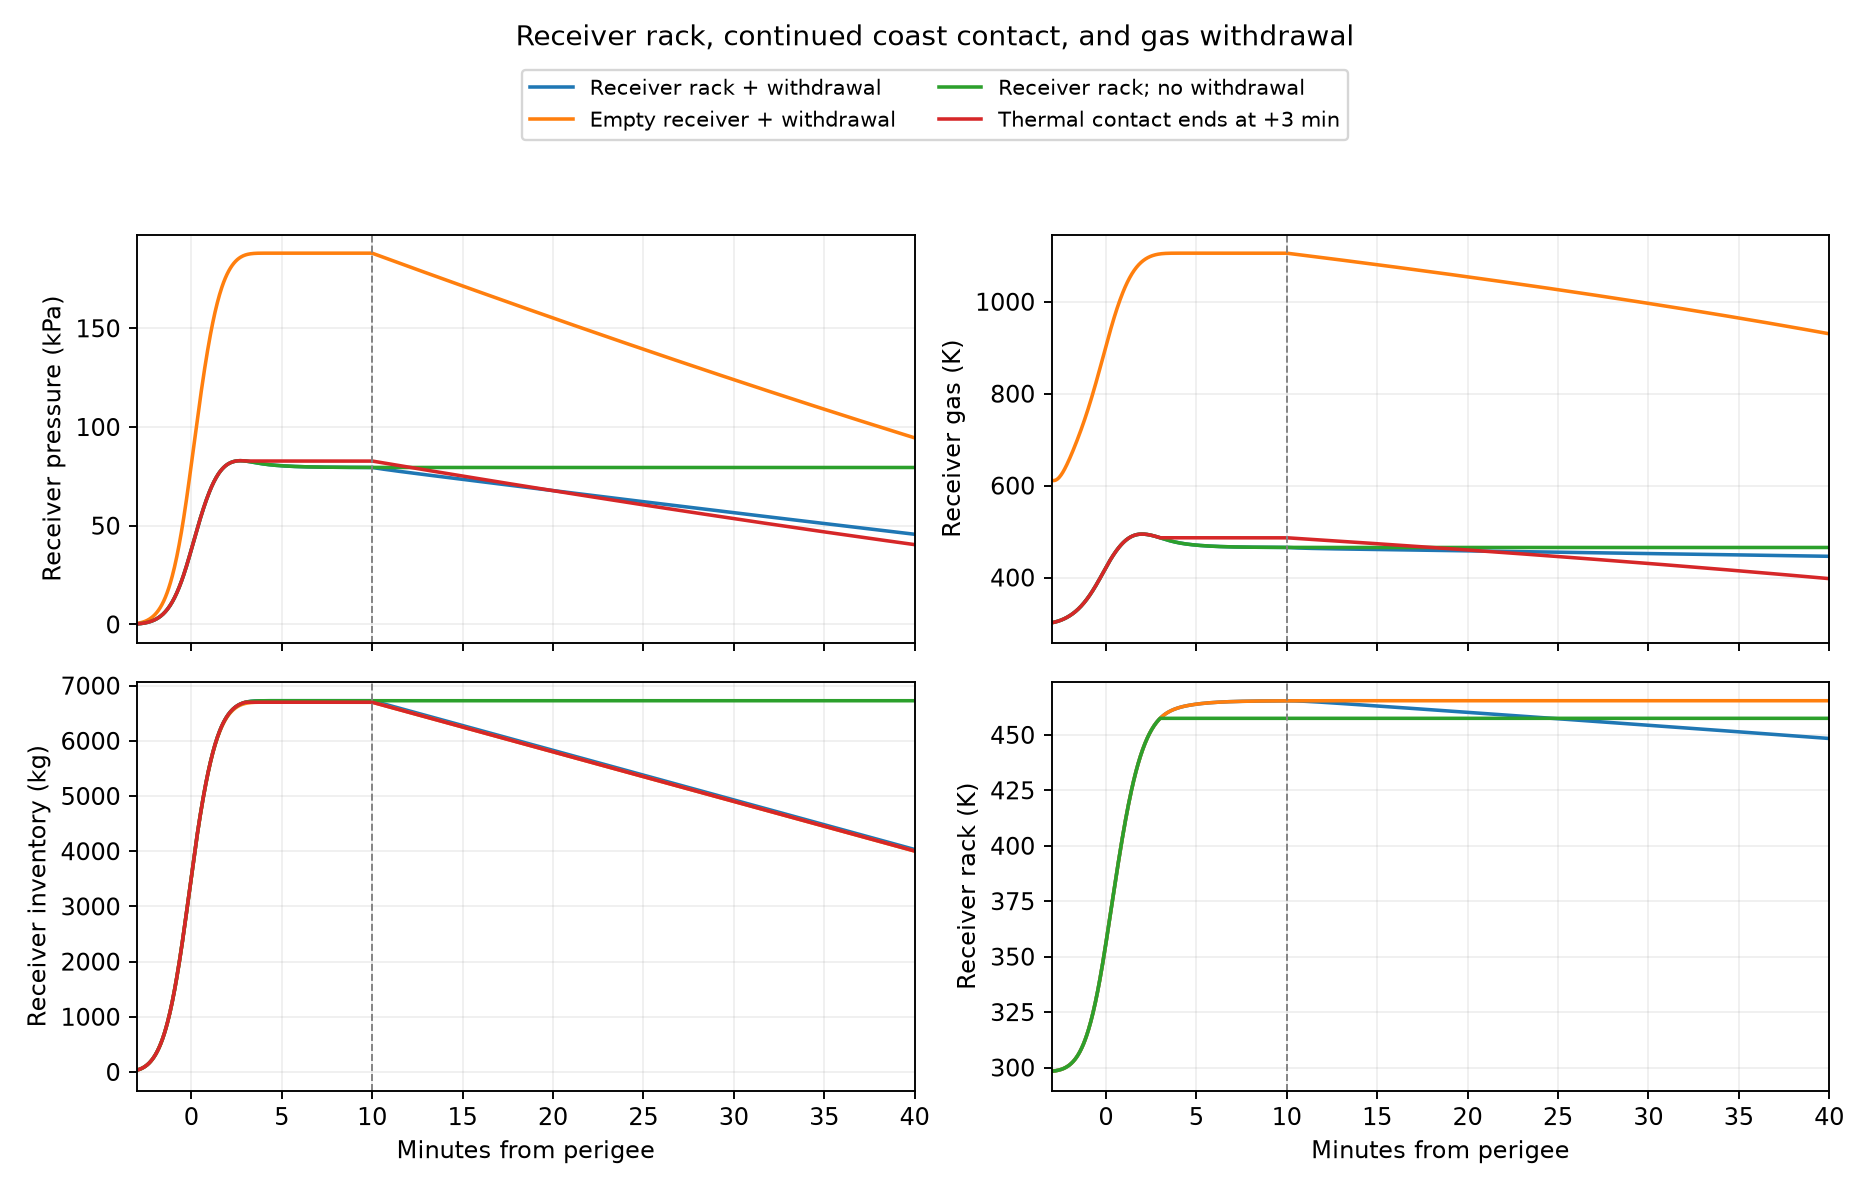 Receiver rack, continued coast contact, and gas withdrawal
Receiver rack + withdrawal
Empty receiver + withdrawal
Receiver rack; no withdrawal
Thermal contact ends at +3 min
Receiver pressure (kPa)
150
100
50
0
Receiver gas (K)
1000
800
600
400
Receiver inventory (kg)
7000
6000
5000
4000
3000
2000
1000
0
0 5 10 15 20 25 30 35 40
Minutes from perigee
Receiver rack (K)
450
425
400
375
350
325
300
0 5 10 15 20 25 30 35 40
Minutes from perigee